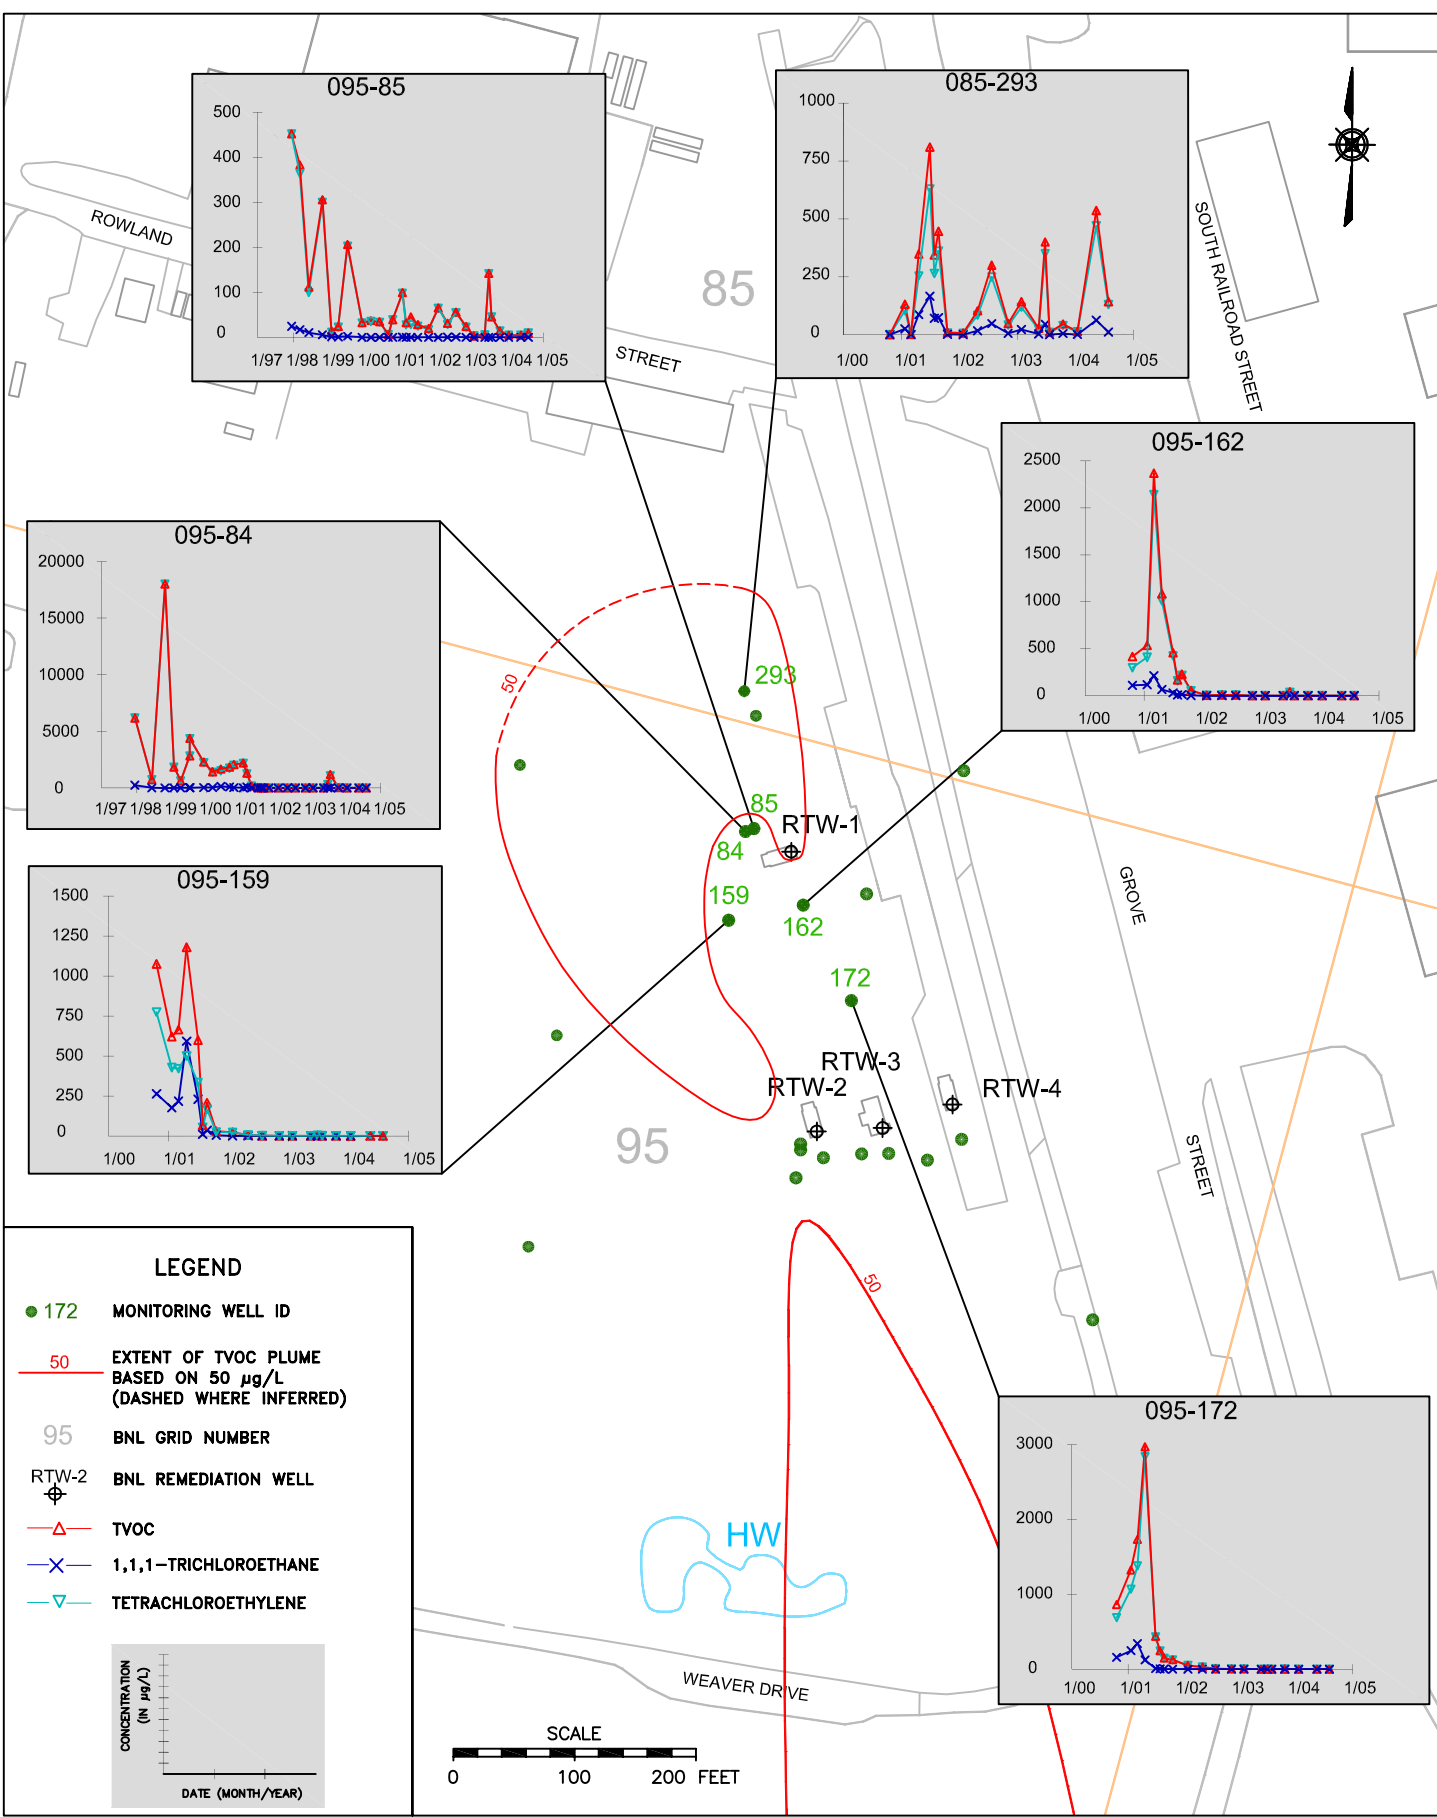 095-85
500
400
300
200
100
0
1/97 1/98 1/99 1/00 1/01 1/02 1/03 1/04 1/05
085-293
1000
750
500
250
0
1/00 1/01 1/02 1/03 1/04 1/05
ROWLAND
STREET
85
SOUTH RAILROAD STREET
095-162
2500
2000
1500
1000
500
0
1/00 1/01 1/02 1/03 1/04 1/05
095-84
20000
15000
10000
5000
0
1/97 1/98 1/99 1/00 1/01 1/02 1/03 1/04 1/05
50
293
85
RTW-1
84
159
162
172
GROVE
STREET
095-159
1500
1250
1000
750
500
250
0
1/00 1/01 1/02 1/03 1/04 1/05
RTW-3
RTW-2
RTW-4
95
50
LEGEND
172 MONITORING WELL ID
50 EXTENT OF TVOC PLUME
BASED ON 50 µg/L
(DASHED WHERE INFERRED)
95 BNL GRID NUMBER
RTW-2 BNL REMEDIATION WELL
TVOC
1,1,1-TRICHLOROETHANE
TETRACHLOROETHYLENE
CONCENTRATION
(IN µg/L)
DATE (MONTH/YEAR)
095-172
3000
2000
1000
0
1/00 1/01 1/02 1/03 1/04 1/05
HW
WEAVER DRIVE
SCALE
0 100 200 FEET